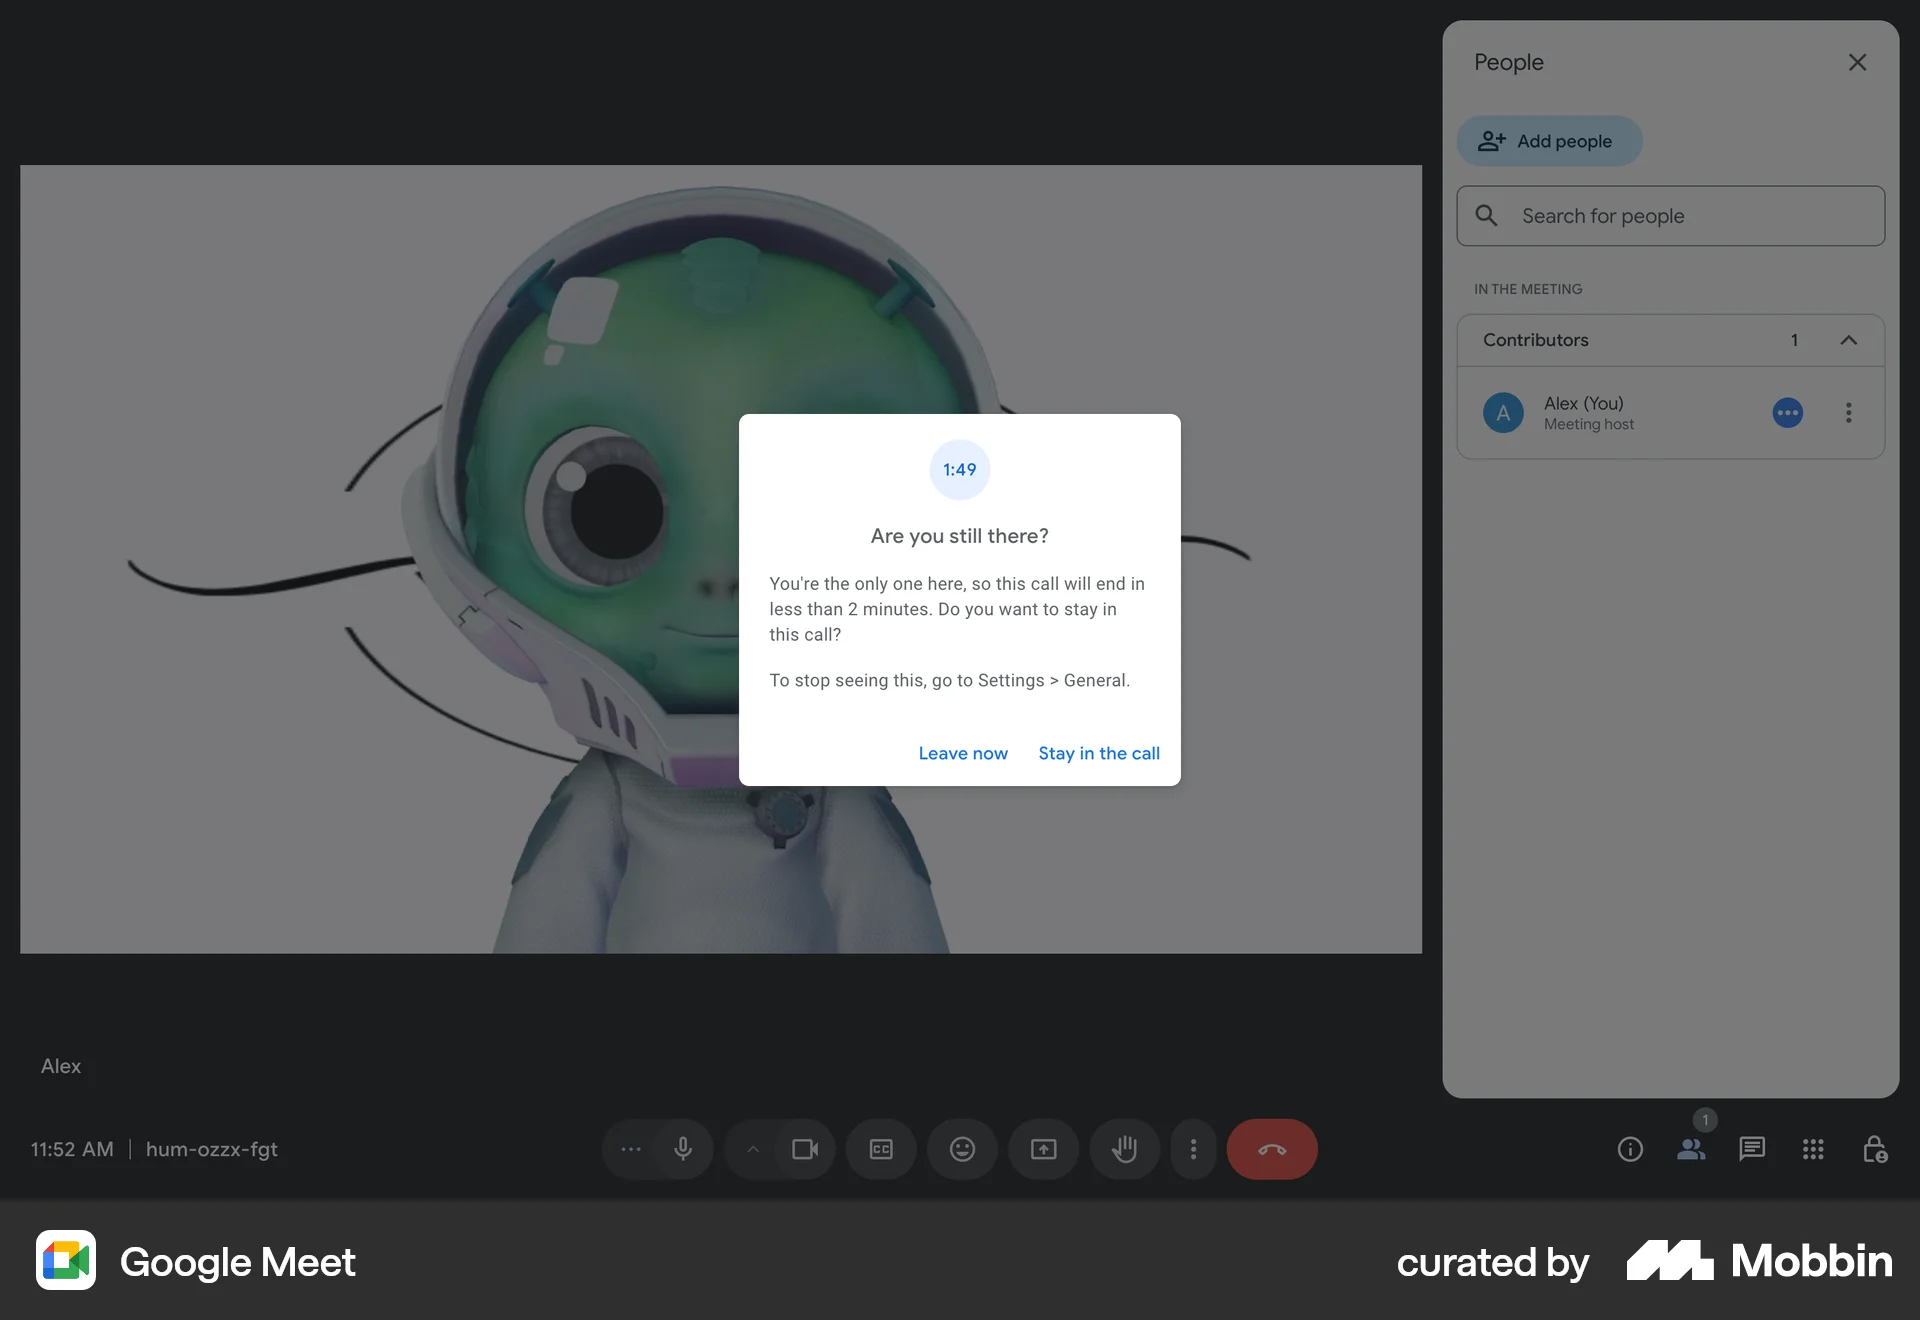 People
Add people
Search for people
IN THE MEETING
Contributors 1
A
Alex (You)
Meeting host
1:49
Are you still there?
You're the only one here, so this call will end in
less than 2 minutes. Do you want to stay in
this call?
To stop seeing this, go to Settings > General.
Leave now Stay in the call
Alex
11:52 AM | hum-ozzx-fgt
CC
1
Google Meet
curated by Mobbin